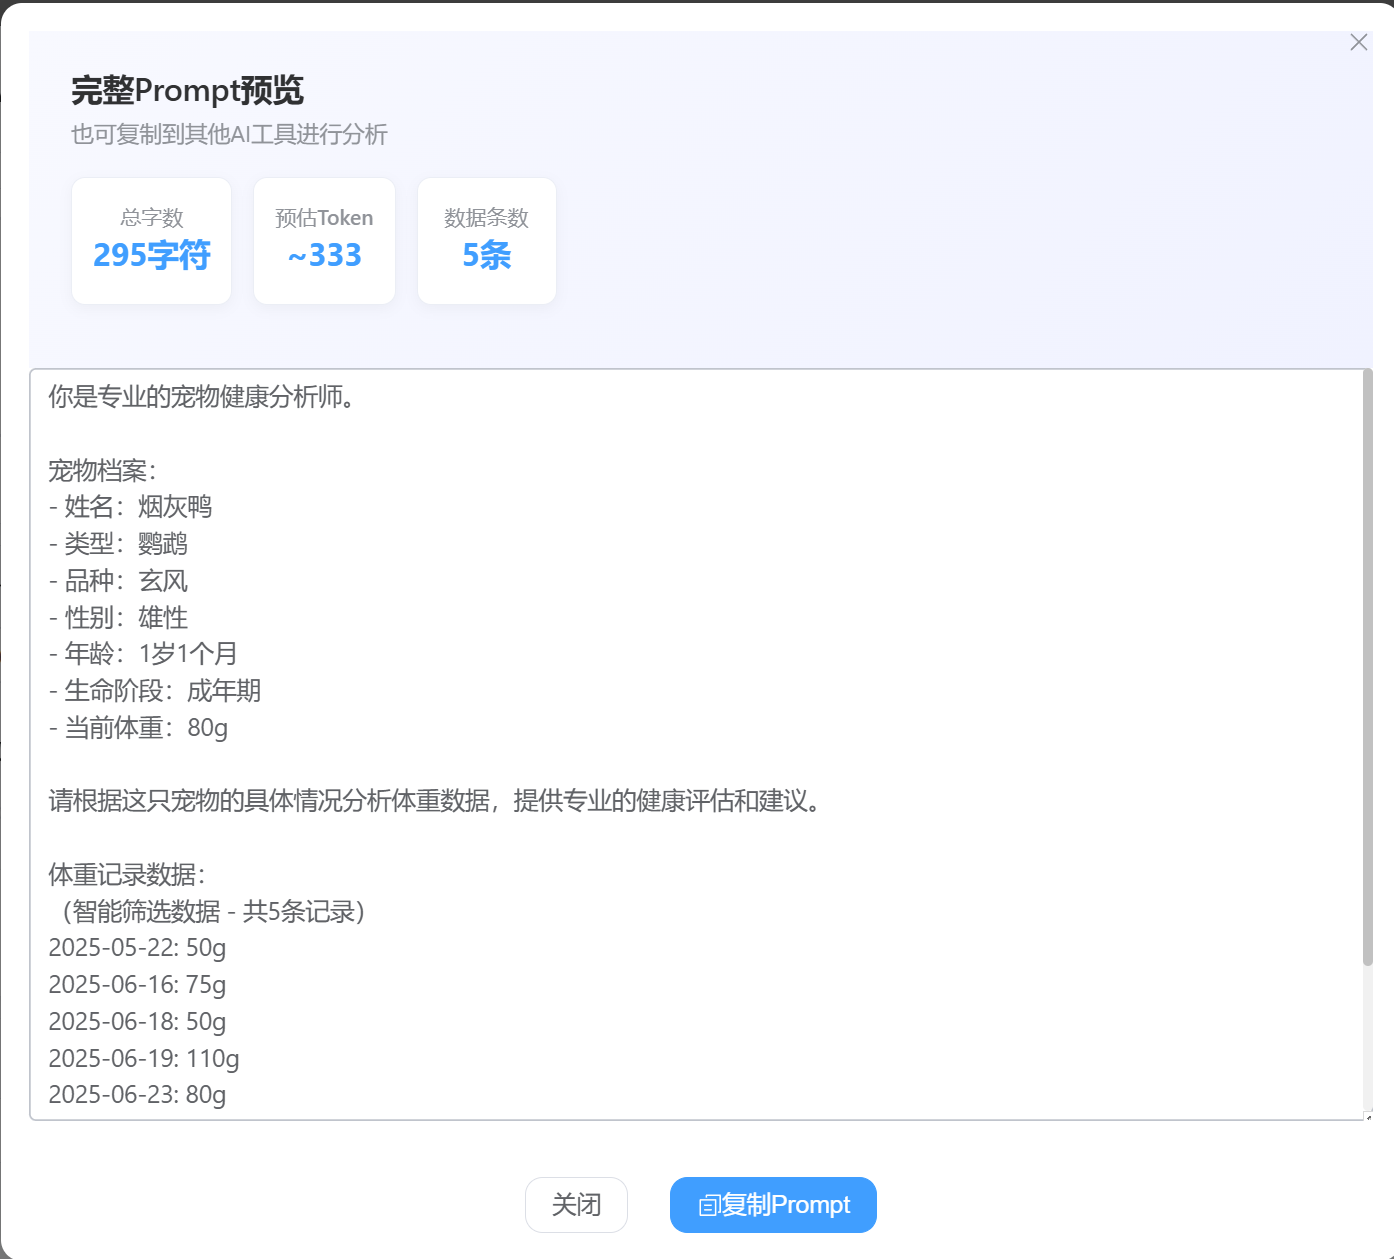 完整Prompt预览
也可复制到其他AI工具进行分析
总字数
295字符
预估Token
~333
数据条数
5条
你是专业的宠物健康分析师。
宠物档案：
- 姓名：烟灰鸭
- 类型：鹦鹉
- 品种：玄风
- 性别：雄性
- 年龄：1岁1个月
- 生命阶段：成年期
- 当前体重：80g
请根据这只宠物的具体情况分析体重数据，提供专业的健康评估和建议。
体重记录数据：
（智能筛选数据 - 共5条记录）
2025-05-22: 50g
2025-06-16: 75g
2025-06-18: 50g
2025-06-19: 110g
2025-06-23: 80g
关闭
复制Prompt